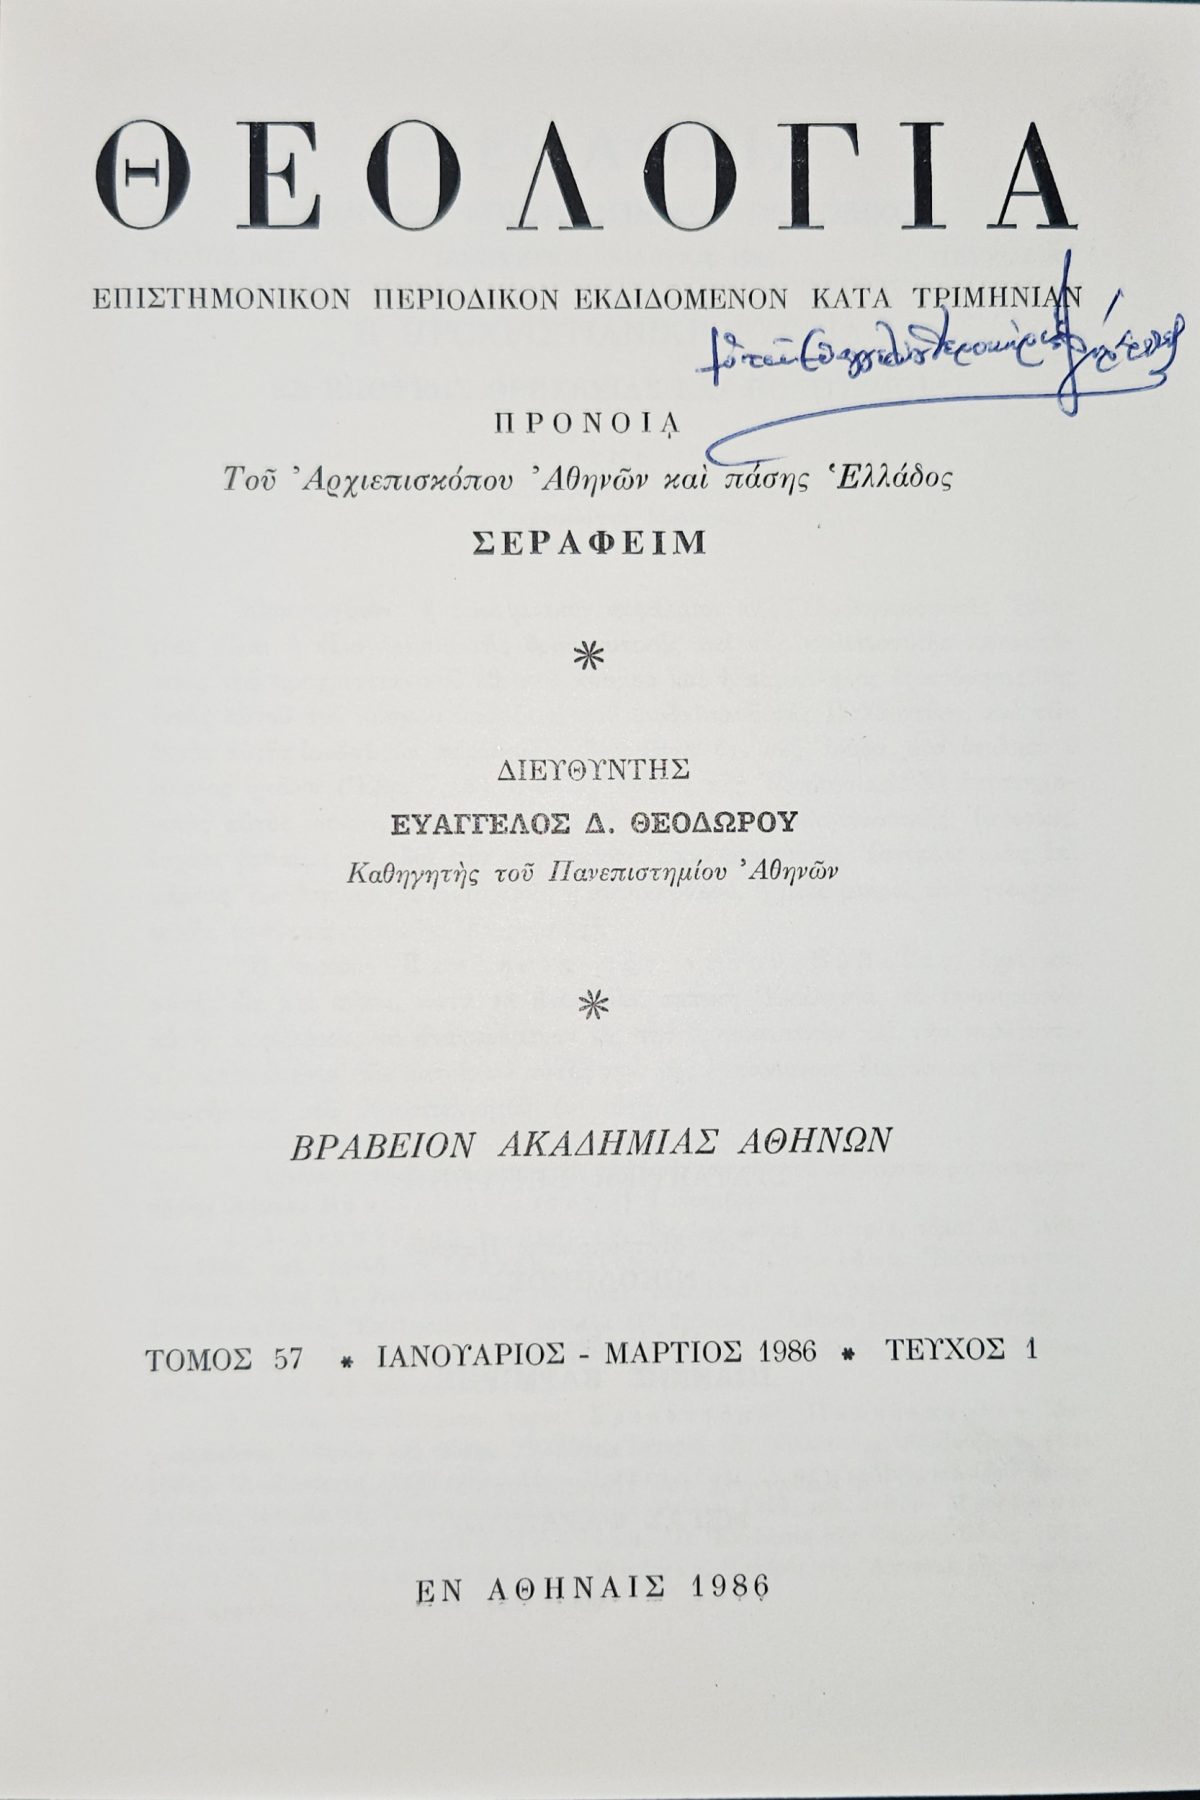 ΘΕΟΛΟΓΙΑ
ΕΠΙΣΤΗΜΟΝΙΚΟΝ ΠΕΡΙΟΔΙΚΟΝ ΕΚΔΙΔΟΜΕΝΟΝ ΚΑΤΑ ΤΡΙΜΗΝΙΑΝ
ΠΡΟΝΟΙᾼ
Τοῦ Ἀρχιεπισκόπου Ἀθηνῶν καὶ πάσης Ἑλλάδος
ΣΕΡΑΦΕΙΜ
*
ΔΙΕΥΘΥΝΤΗΣ
ΕΥΑΓΓΕΛΟΣ Δ. ΘΕΟΔΩΡΟΥ
Καθηγητὴς τοῦ Πανεπιστημίου Ἀθηνῶν
*
ΒΡΑΒΕΙΟΝ ΑΚΑΔΗΜΙΑΣ ΑΘΗΝΩΝ
ΤΟΜΟΣ 57 * ΙΑΝΟΥΑΡΙΟΣ - ΜΑΡΤΙΟΣ 1986 * ΤΕΥΧΟΣ 1
ΕΝ ΑΘΗΝΑΙΣ 1986